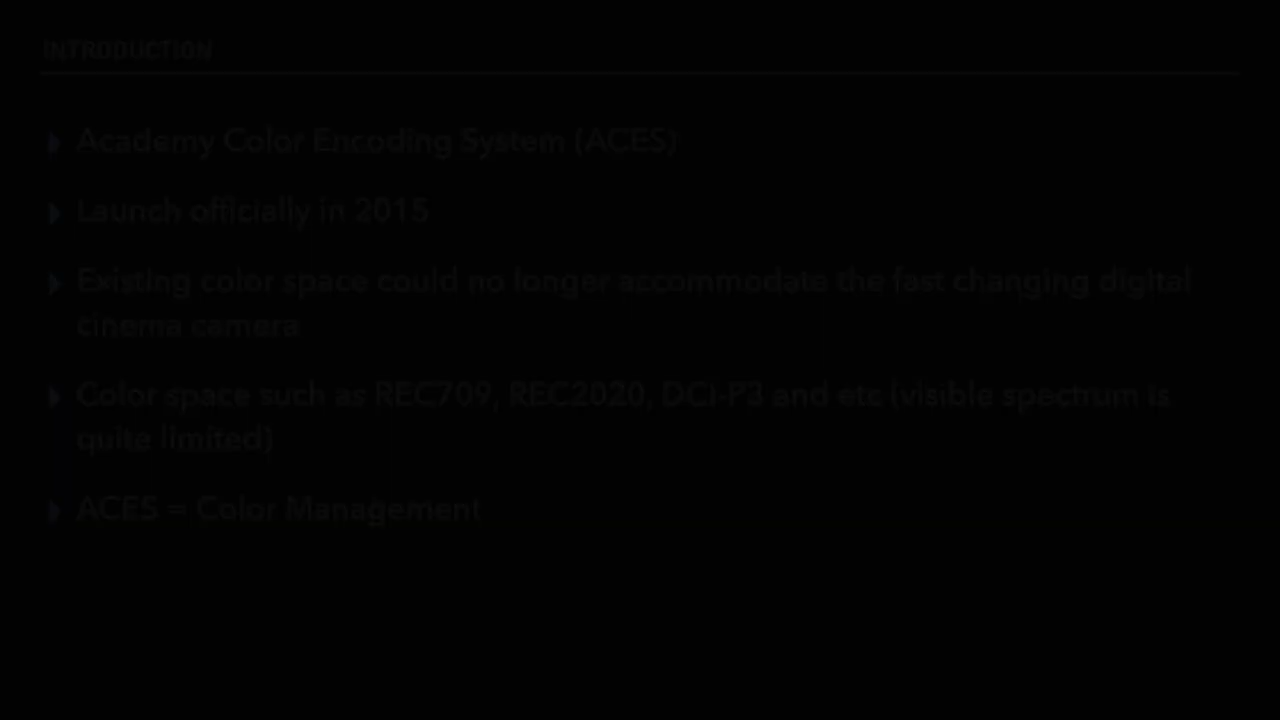 INTRODUCTION
Academy Color Encoding System (ACES)
Launch officially in 2015
Existing color space could no longer accommodate the fast changing digital
cinema camera
Color space such as REC709, REC2020, DCI-P3 and etc (visible spectrum is
quite limited)
ACES = Color Management